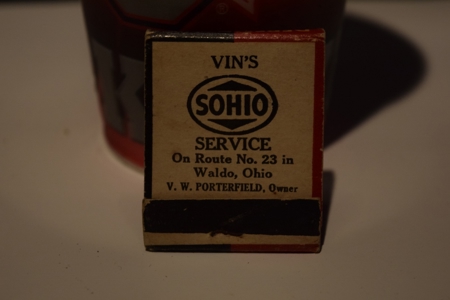 VIN'S
SOHIO
SERVICE
On Route No. 23 in
Waldo, Ohio
V. W. PORTERFIELD, Owner